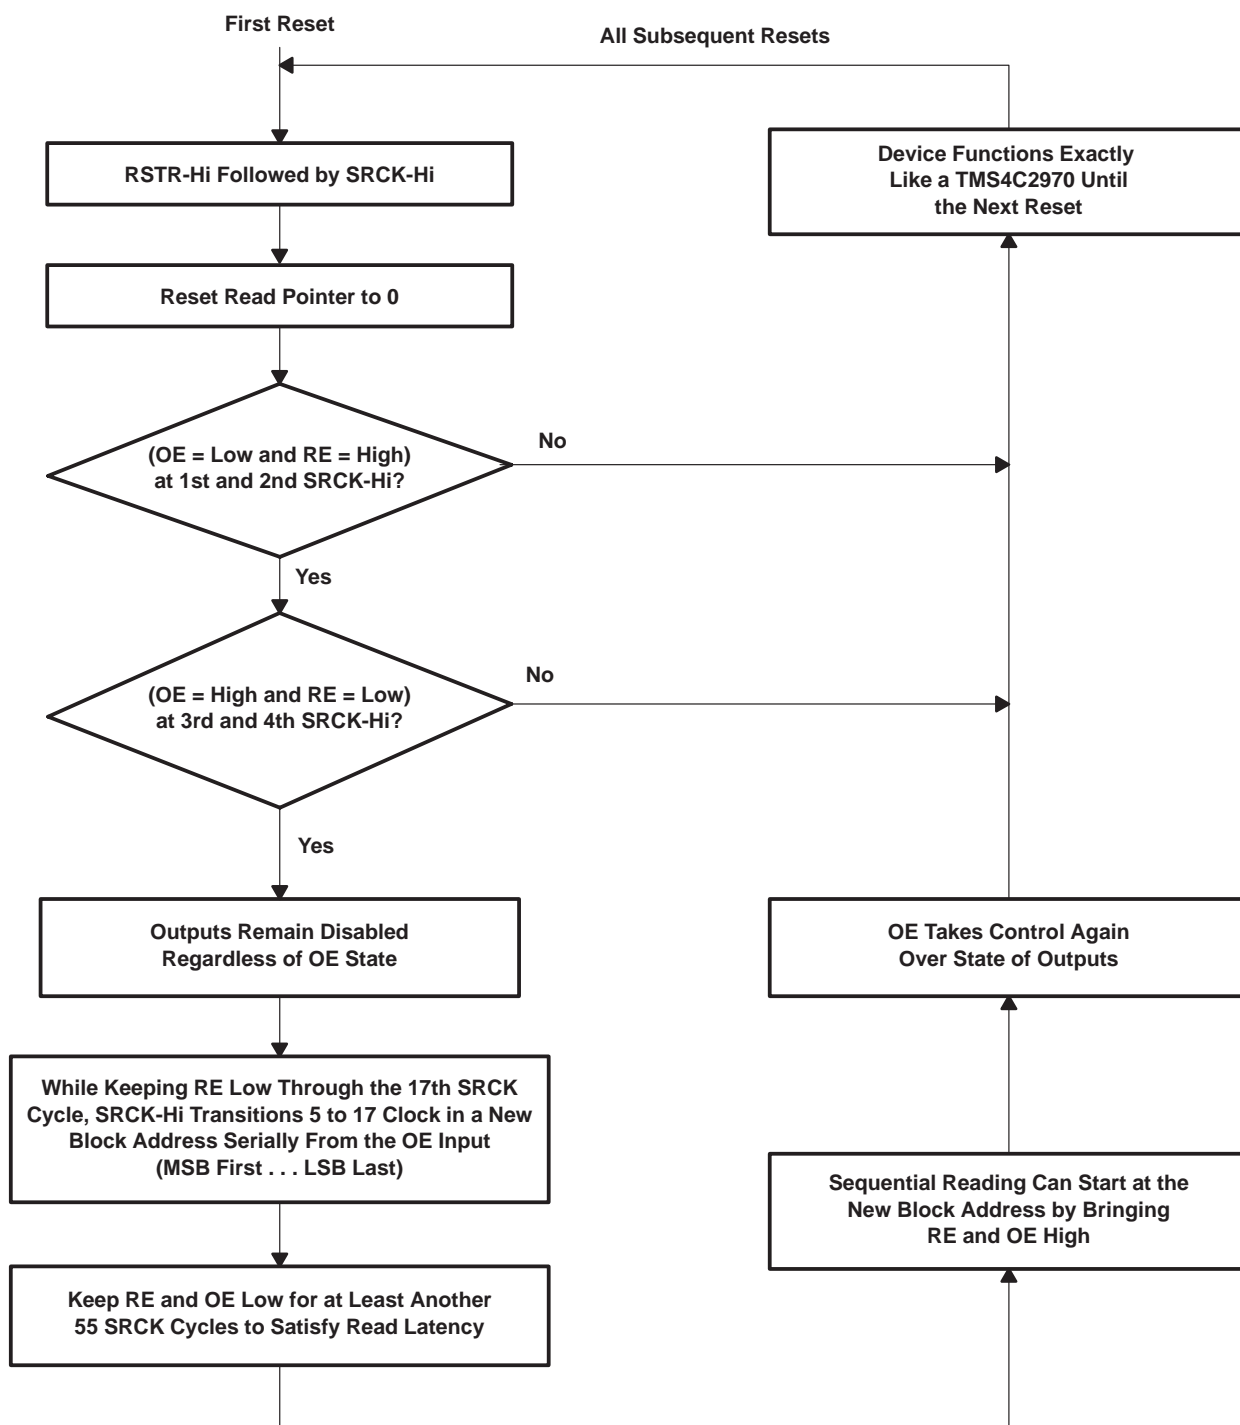 First Reset
All Subsequent Resets
RSTR-Hi Followed by SRCK-Hi
Device Functions Exactly
Like a TMS4C2970 Until
the Next Reset
Reset Read Pointer to 0
(OE = Low and RE = High)
at 1st and 2nd SRCK-Hi?
No
Yes
(OE = High and RE = Low)
at 3rd and 4th SRCK-Hi?
No
Yes
Outputs Remain Disabled
Regardless of OE State
OE Takes Control Again
Over State of Outputs
While Keeping RE Low Through the 17th SRCK
Cycle, SRCK-Hi Transitions 5 to 17 Clock in a New
Block Address Serially From the OE Input
(MSB First . . . LSB Last)
Sequential Reading Can Start at the
New Block Address by Bringing
RE and OE High
Keep RE and OE Low for at Least Another
55 SRCK Cycles to Satisfy Read Latency